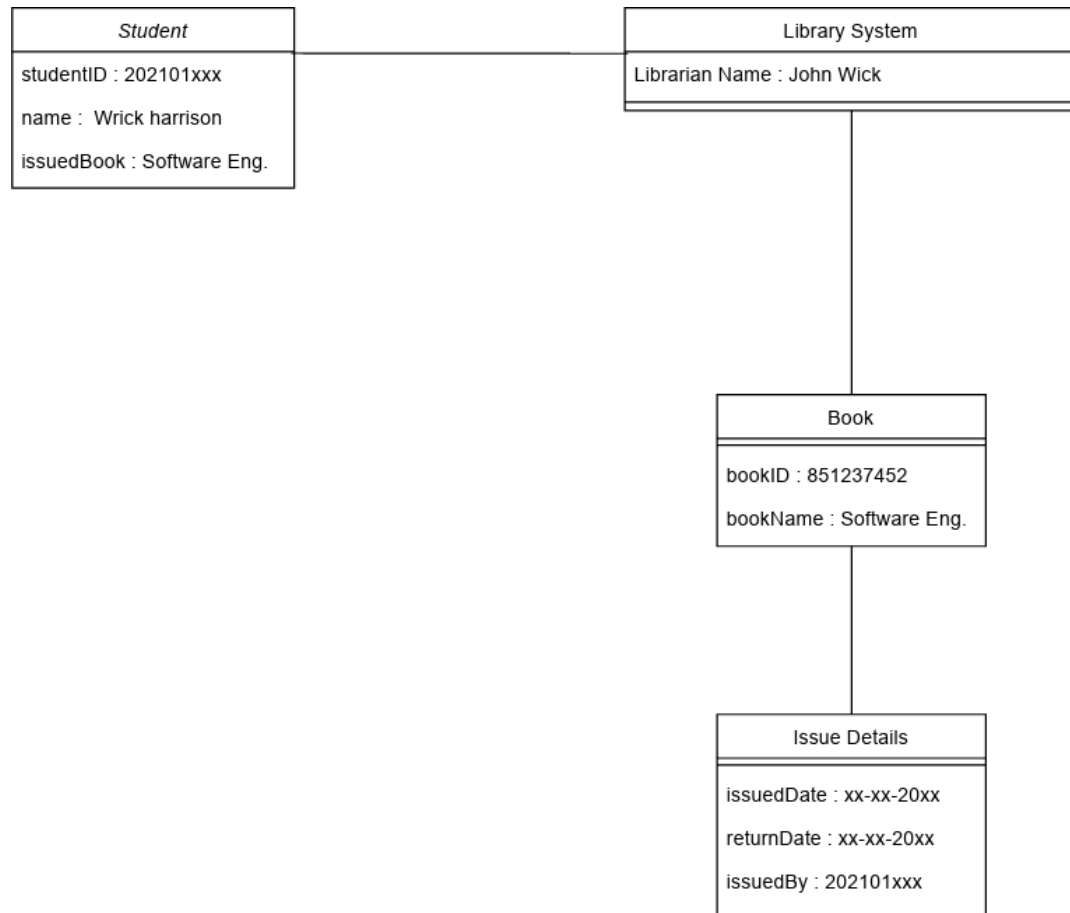 Student
studentID : 202101xxx
name :  Wrick harrison
issuedBook : Software Eng.
Library System
Librarian Name : John Wick
Book
bookID : 851237452
bookName : Software Eng.
Issue Details
issuedDate : xx-xx-20xx
returnDate : xx-xx-20xx
issuedBy : 202101xxx